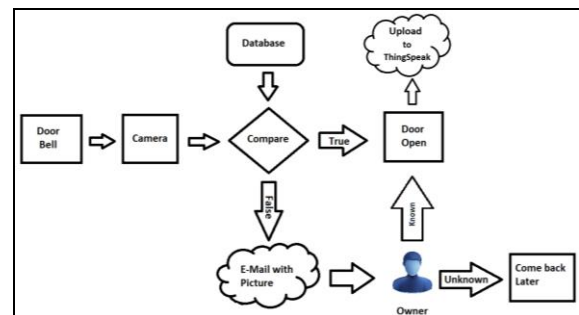 Database
Upload
to
ThingSpeak
Door
Bell
Camera
Compare
True
Door
Open
False
Known
E-Mail with
Picture
Owner
Unknown
Come back
Later